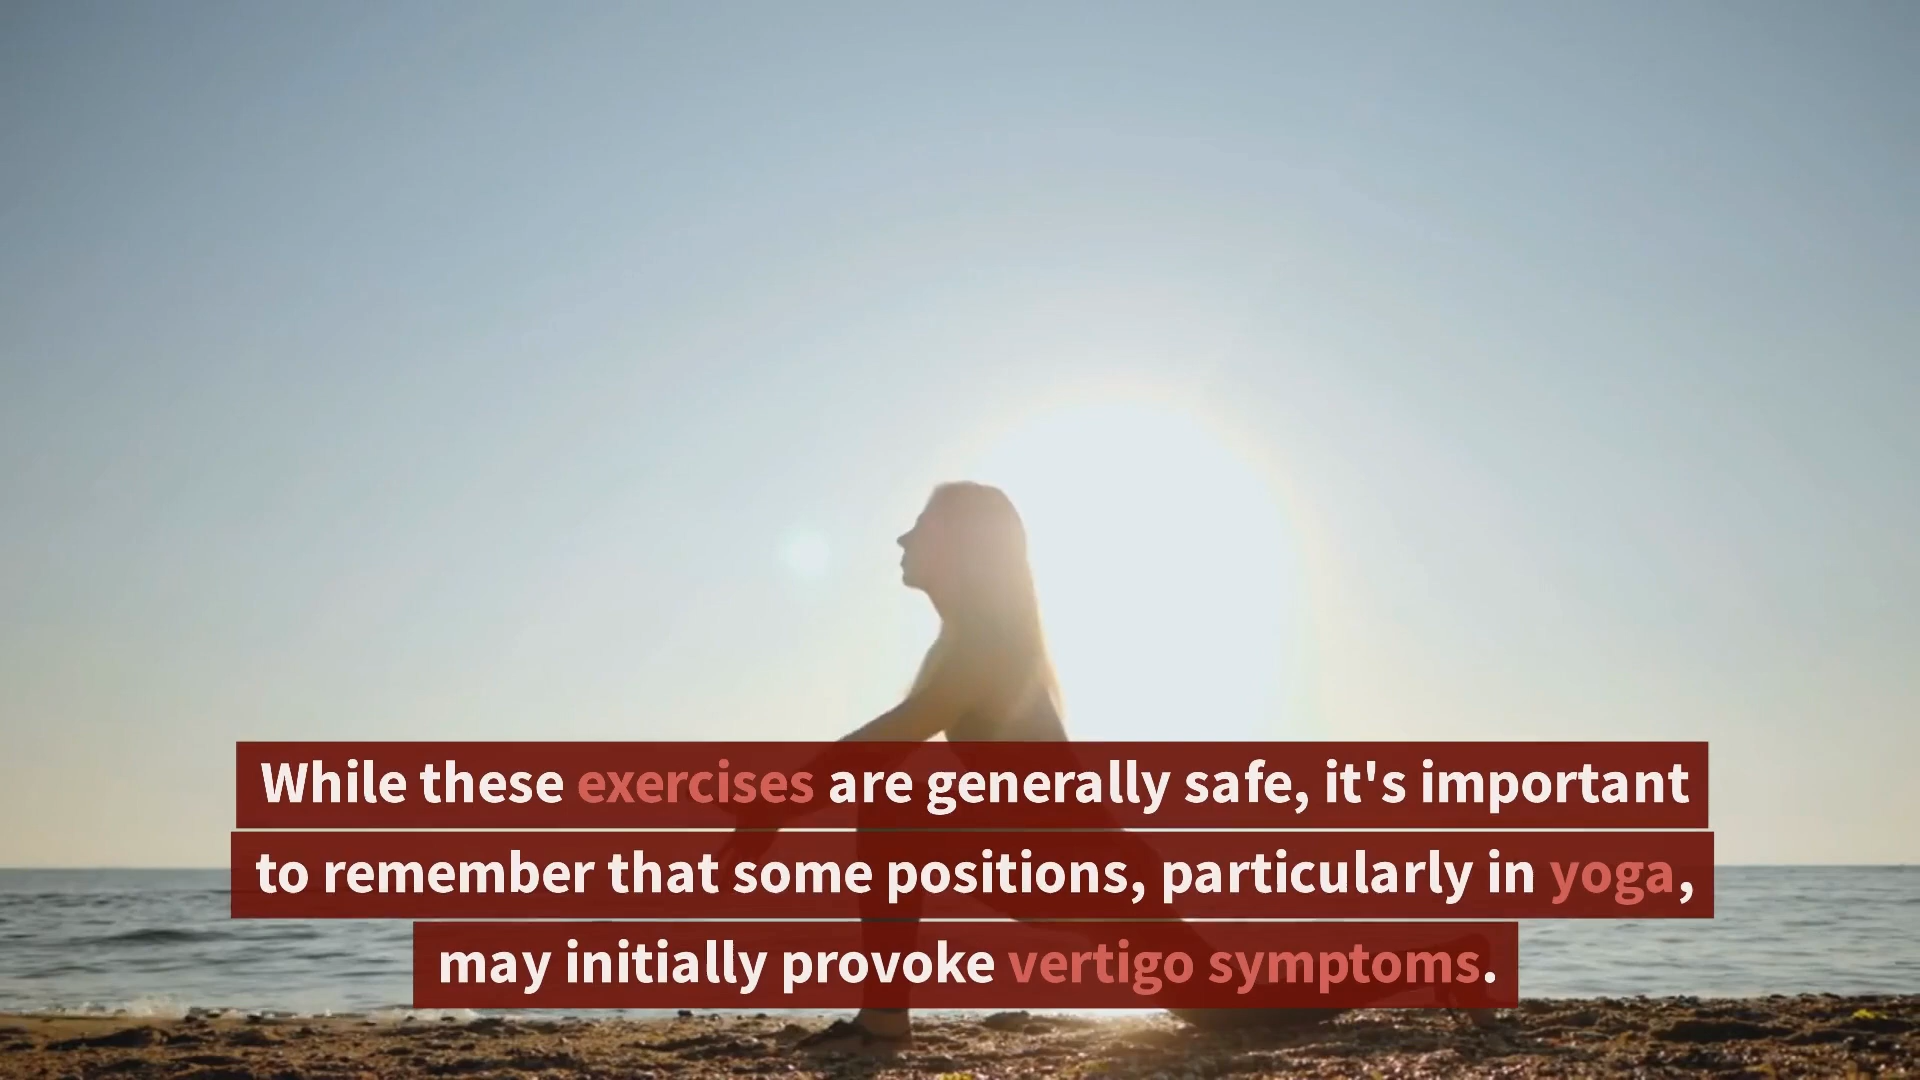 While these exercises are generally safe, it's important
to remember that some positions, particularly in yoga,
may initially provoke vertigo symptoms.